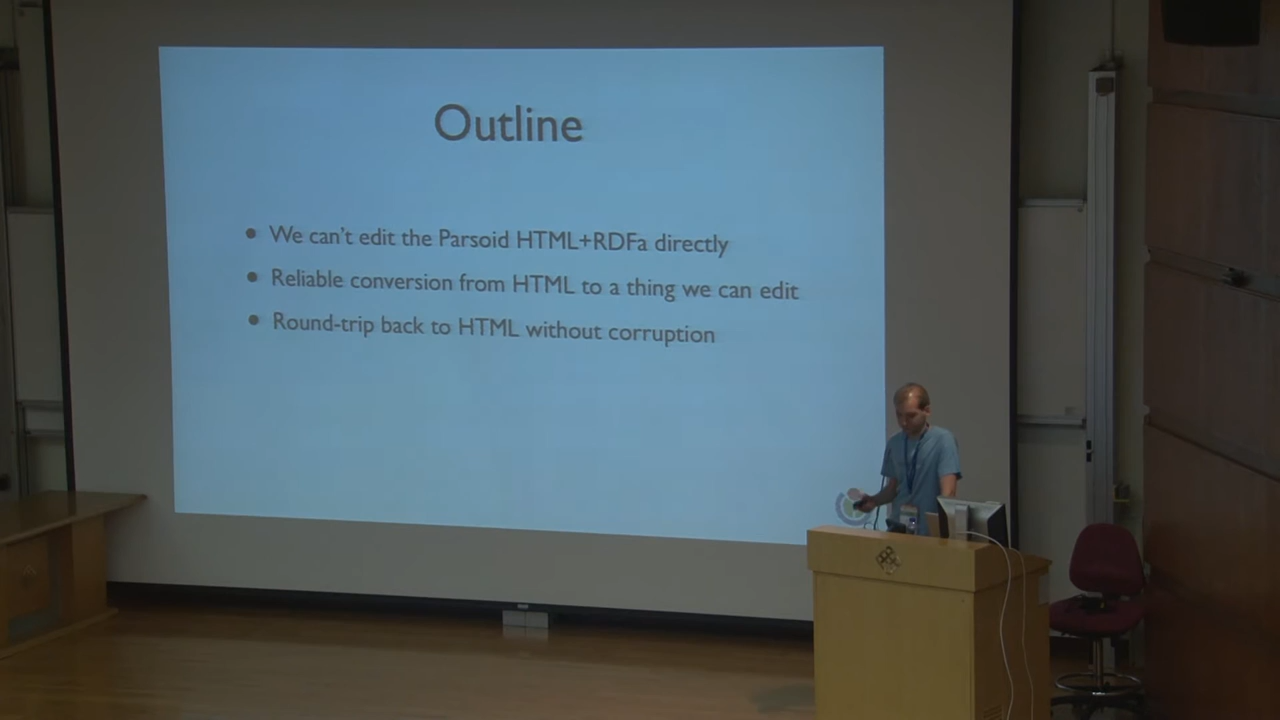 Outline
• We can't edit the Parsoid HTML+RDFa directly
• Reliable conversion from HTML to a thing we can edit
• Round-trip back to HTML without corruption